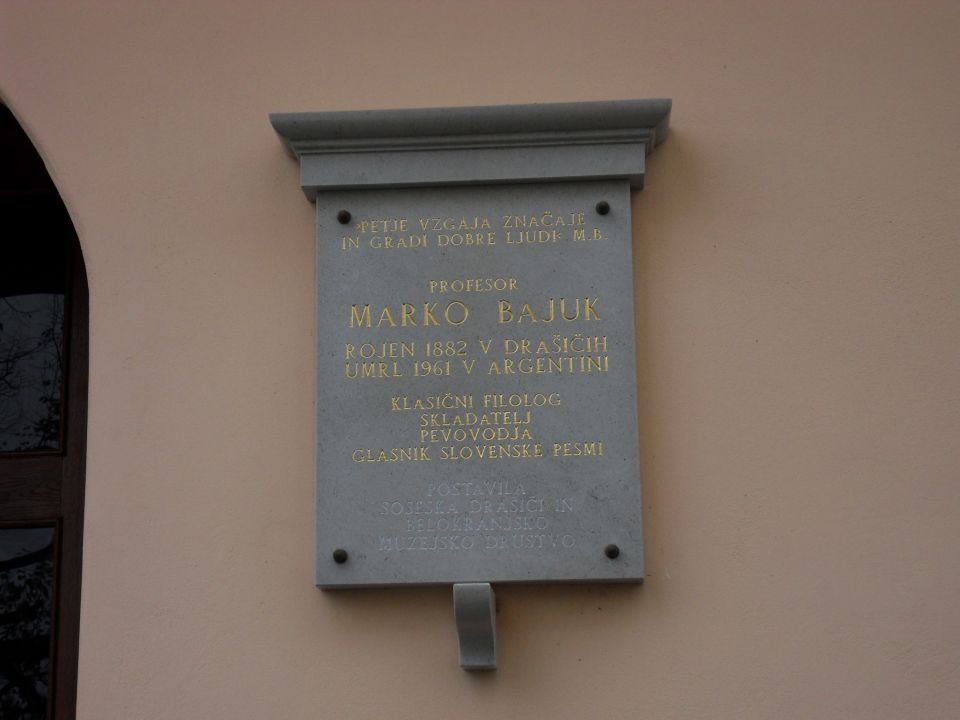 »PETJE VZGAJA ZNAČAJE
IN GRADI DOBRE LJUDI« M.B.
PROFESOR
MARKO BAJUK
ROJEN 1882 V DRAŠIČIH
UMRL 1961 V ARGENTINI
KLASIČNI FILOLOG
SKLADATELJ
PEVOVODJA
GLASNIK SLOVENSKE PESMI
POSTAVILA
SOSESKA DRAŠIČI IN
BELOKRANJSKO
MUZEJSKO DRUSTVO